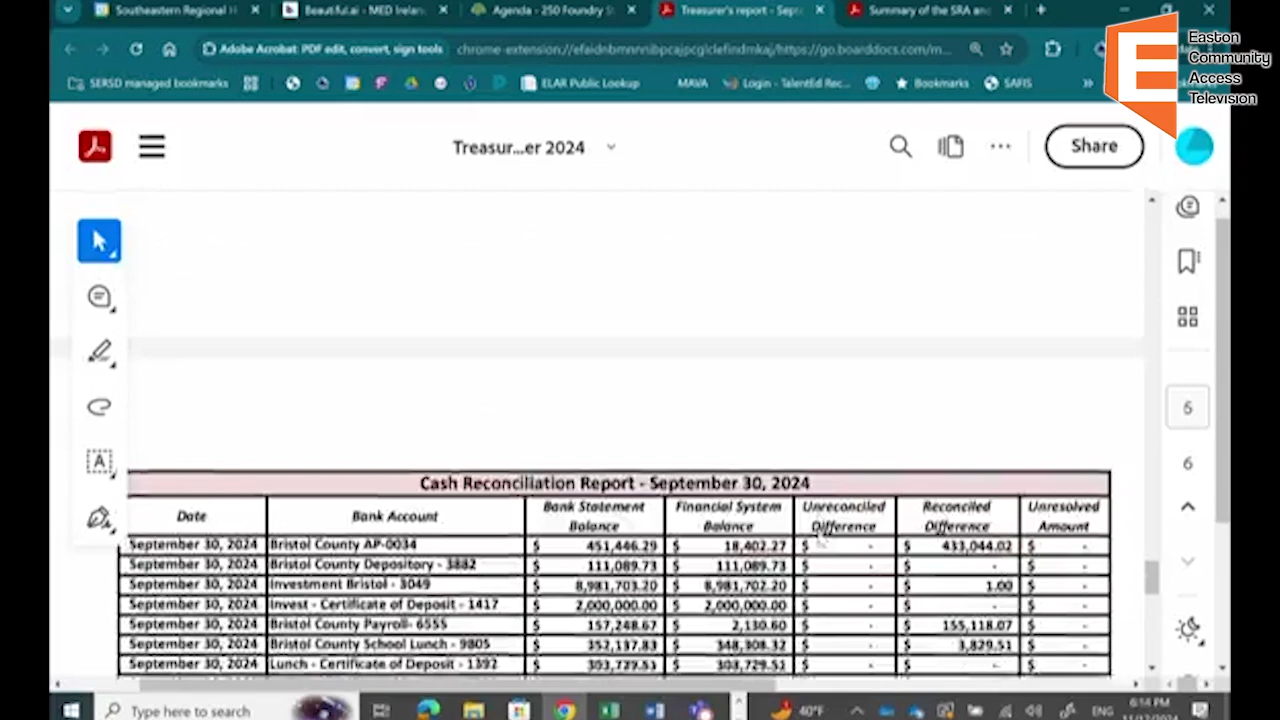 Southeastern Regional
Beautiful.ai - MED Irelan
Agenda - 250 Foundry S
Treasurer's report - Sept
Summary of the SRA an
Easton
Community
Access
Television
Adobe Acrobat: PDF edit, convert, sign tools
SERSD managed bookmarks
ELAR Public Lookup
MAVA
Login - TalentEd Rec...
Bookmarks
SAFIS
»
Treasur...er 2024
Share
5
6
Cash Reconciliation Report - September 30, 2024
Date Bank Account Bank Statement Balance Financial System Balance Unreconciled Difference Reconciled Difference Unresolved Amount
September 30, 2024 Bristol County AP-0034 $ 451,446.29 $ 18,402.27 $ - $ 433,044.02 $ -
September 30, 2024 Bristol County Depository - 3882 $ 111,089.73 $ 111,089.73 $ - $ - $ -
September 30, 2024 Investment Bristol - 3049 $ 8,981,703.20 $ 8,981,702.20 $ - $ 1.00 $ -
September 30, 2024 Invest - Certificate of Deposit - 1417 $ 2,000,000.00 $ 2,000,000.00 $ - $ - $ -
September 30, 2024 Bristol County Payroll- 6555 $ 157,248.67 $ 2,130.60 $ - $ 155,118.07 $ -
September 30, 2024 Bristol County School Lunch - 9805 $ 352,137.83 $ 348,308.32 $ - $ 3,829.51 $ -
September 30, 2024 Lunch - Certificate of Deposit - 1392 $ 303,729.51 $ 303,729.51 $ - $ - $ -
Type here to search
40°F
ENG
6:14 PM